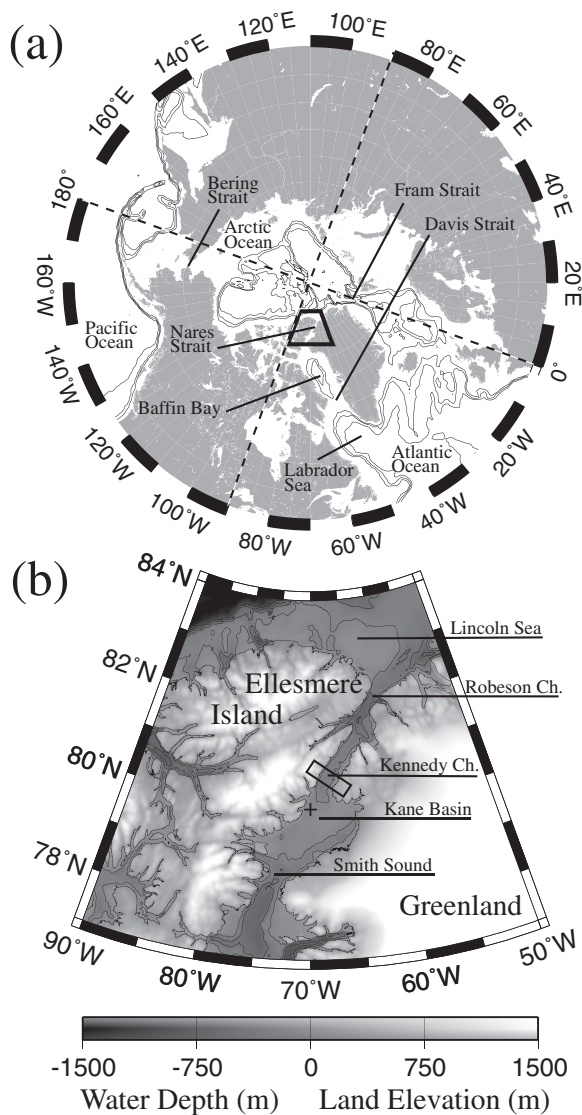 (a)
100˚E
120˚E
80˚E
140˚E
60˚E
160˚E
40˚E
180˚
20˚E
160˚W
0˚
140˚W
20˚W
120˚W
40˚W
100˚W
60˚W
80˚W
Bering
Strait
Arctic
Ocean
Fram Strait
Davis Strait
Pacific
Ocean
Nares
Strait
Baffin Bay
Labrador
Sea
Atlantic
Ocean
(b)
84˚N
82˚N
80˚N
78˚N
Lincoln Sea
Robeson Ch.
Ellesmere
Island
Kennedy Ch.
+ Kane Basin
Smith Sound
Greenland
90˚W
80˚W
70˚W
60˚W
50˚W
-1500 -750 0 750 1500
Water Depth (m) Land Elevation (m)